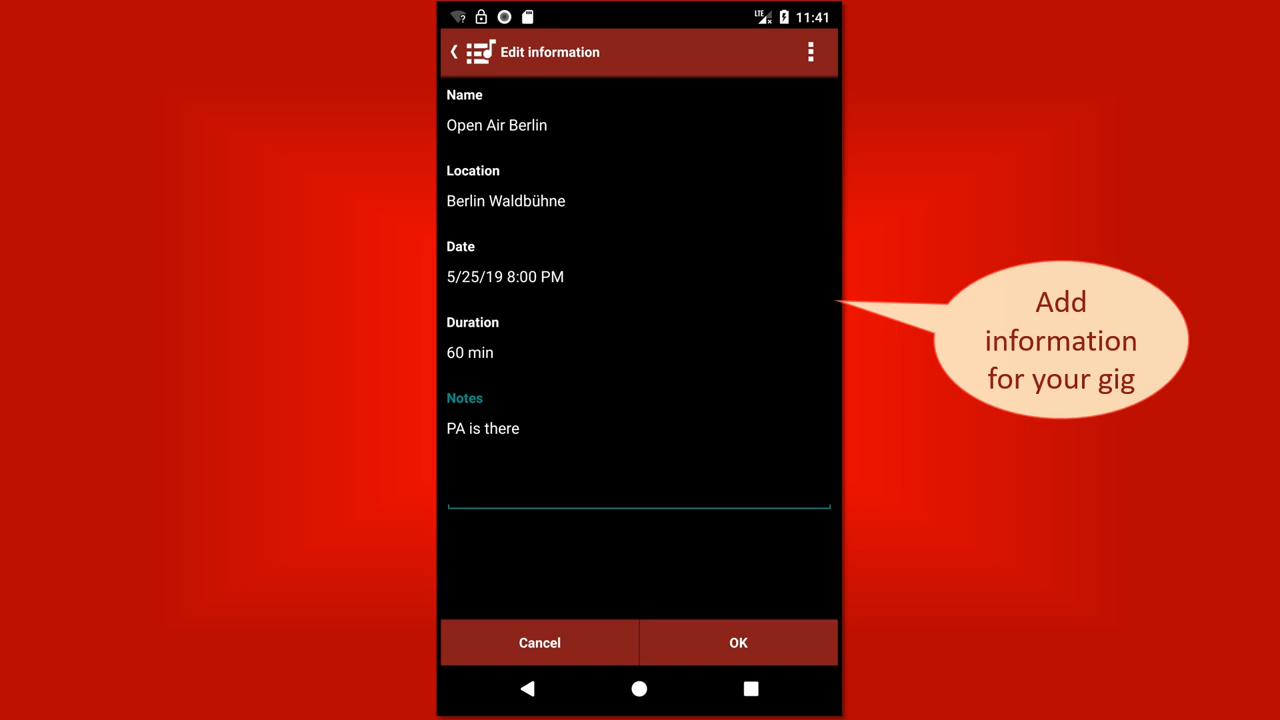 LTE 11:41
Edit information
Name
Open Air Berlin
Location
Berlin Waldbühne
Date
5/25/19 8:00 PM
Duration
60 min
Notes
PA is there
Cancel OK
Add
information
for your gig